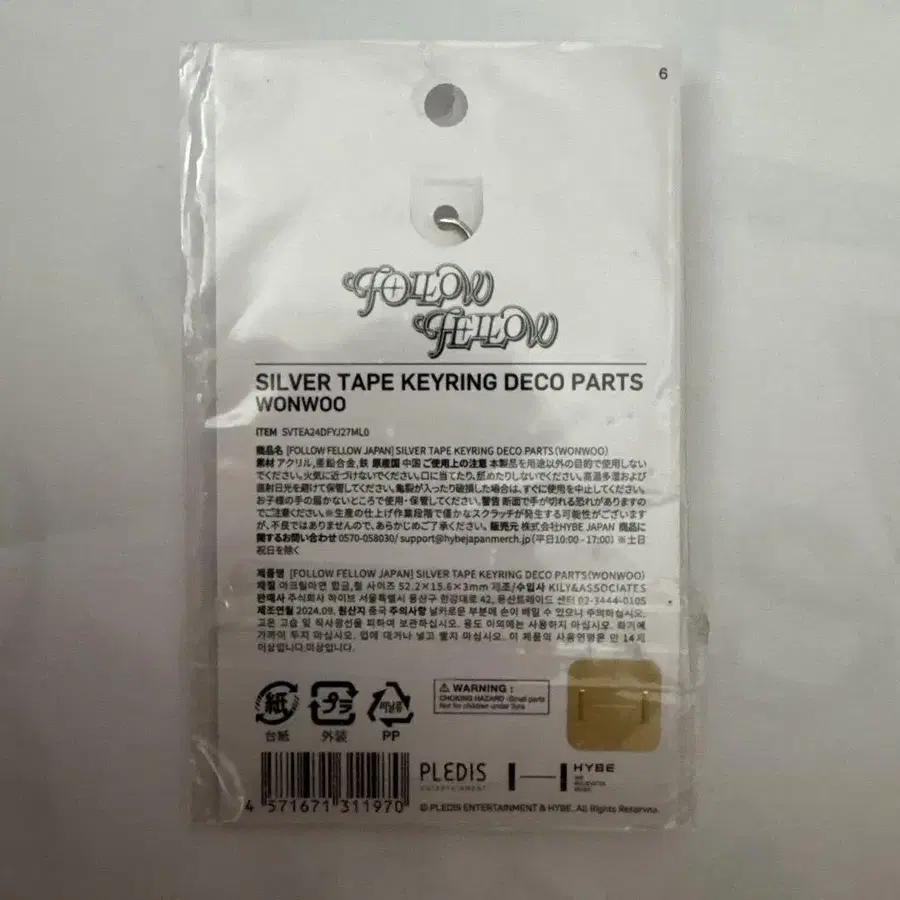 6
FOLLOW
FELLOW
SILVER TAPE KEYRING DECO PARTS
WONWOO
ITEM SVTEA24DFYJ27ML0
商品名 [FOLLOW FELLOW JAPAN] SILVER TAPE KEYRING DECO PARTS(WONWOO)
素材 アクリル,亜鉛合金,鉄 原産国 中国 ご使用上の注意 本製品を用途以外の目的で使用しない
でください。火気に近づけないでください。口に当てたり、舐めたりしないでください。高温多湿および
直射日光を避けて保管してください。亀裂が入ったり破損した場合は、すぐに使用を中止してください。
お子様の手の届かないところで使用・保管してください。警告 断面で手が切れる恐れがありますの
でご注意ください。※生産の仕上げ作業段階で僅かなスクラッチが発生する可能性がございます
が、不良ではありませんので、あらかじめご了承ください。販売元 株式会社HYBE JAPAN 商品に
関するお問い合わせ 0570-058030/ support@hybejapanmerch.jp(平日10:00 - 17:00) ※土日
祝日を除く
제품명 [FOLLOW FELLOW JAPAN] SILVER TAPE KEYRING DECO PARTS(WONWOO)
재질 아크릴아연 합금,철 사이즈 52.2×15.6×3mm 제조/수입사 KILY&ASSOCIATES
판매사 주식회사 하이브 서울특별시 용산구 한강대로 42, 용산트레이드 센터 02-3444-0105
제조연월 2024.09. 원산지 중국 주의사항 날카로운 부분에 손이 베일 수 있으니 주의하십시오.
고온 고습 및 직사광선을 피하여 보관하십시오. 용도 이외에는 사용하지 마십시오. 화기에
가까이 두지 마십시오. 입에 대거나 넣고 빨지 마십시오. 이 제품의 사용연령은 만 14세
이상입니다.미상입니다.
紙 プラ
台紙 外装 PP
WARNING :
CHOKING HAZARD -Small parts
Not for children under 3yrs
4 571671 311970
PLEDIS
ENTERTAINMENT
HYBE
© PLEDIS ENTERTAINMENT & HYBE. All Rights Reserved.